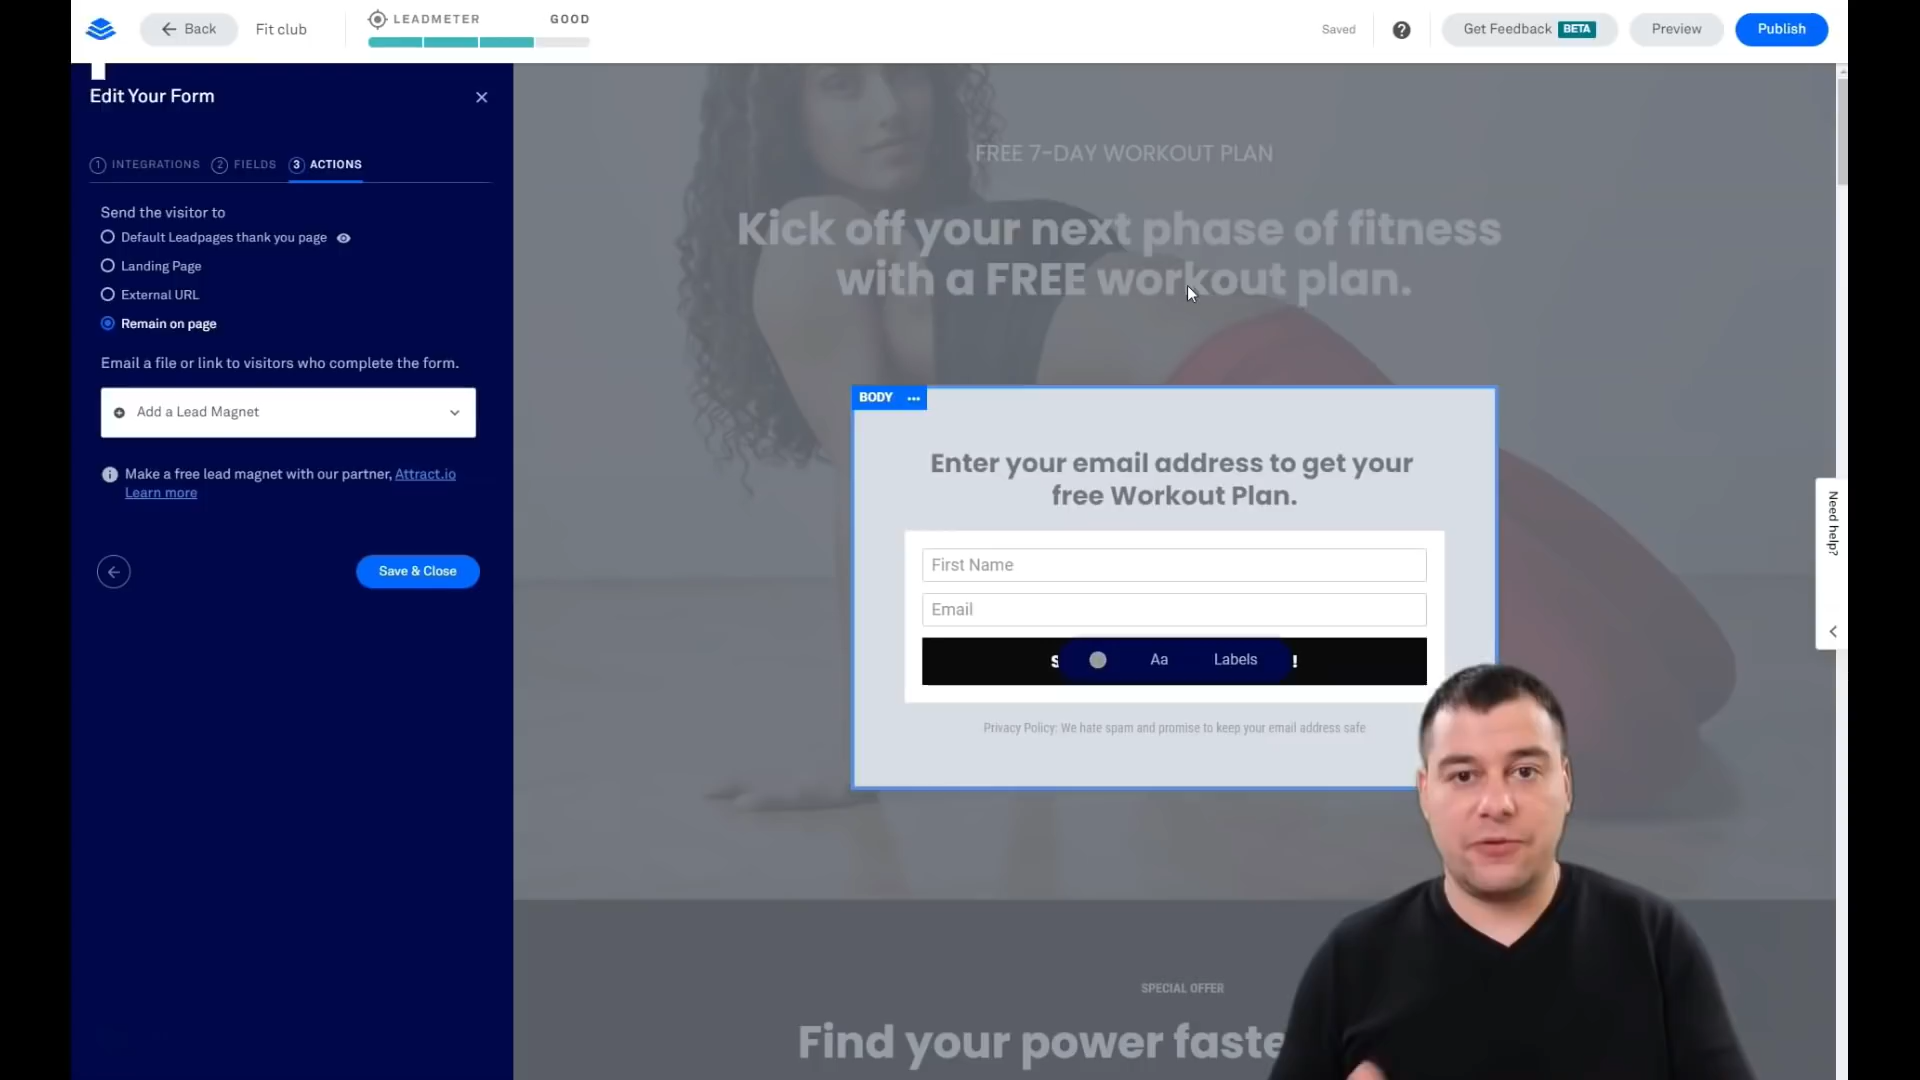 Back
Fit club
LEADMETER
GOOD
Saved
Get Feedback BETA
Preview
Publish
Edit Your Form
1 INTEGRATIONS 2 FIELDS 3 ACTIONS
Send the visitor to
Default Leadpages thank you page
Landing Page
External URL
Remain on page
Email a file or link to visitors who complete the form.
Add a Lead Magnet
Make a free lead magnet with our partner, Attract.io
Learn more
Save & Close
FREE 7-DAY WORKOUT PLAN
Kick off your next phase of fitness
with a FREE workout plan.
BODY
Enter your email address to get your
free Workout Plan.
First Name
Email
Aa
Labels
!
Privacy Policy: We hate spam and promise to keep your email address safe
SPECIAL OFFER
Find your power faste
Need help?